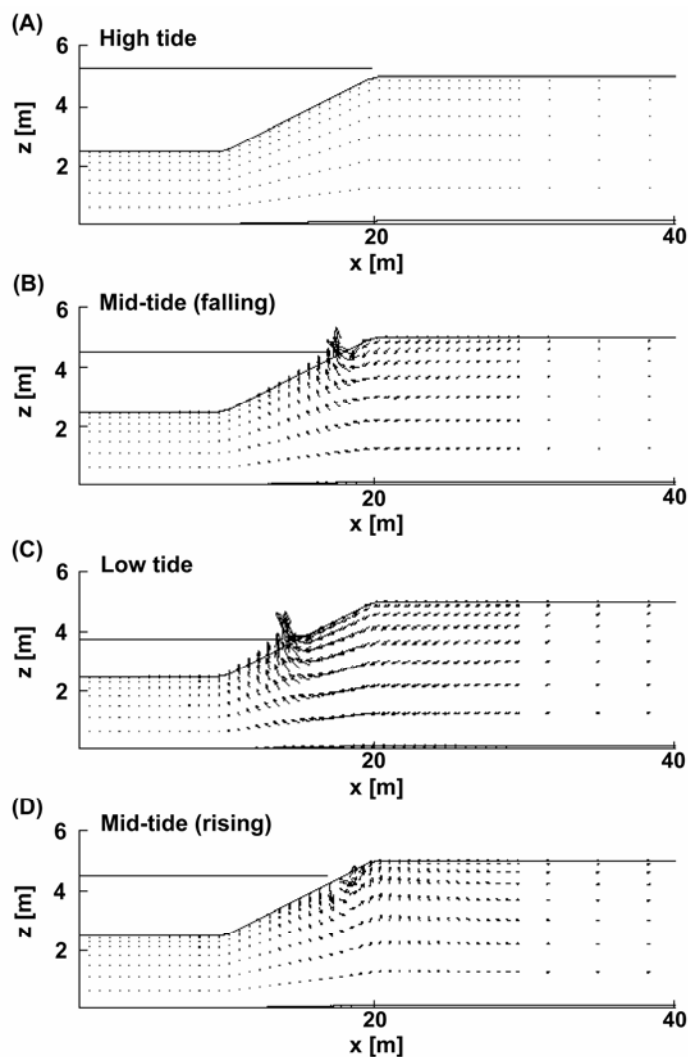 (A)
High tide
6
4
2
z [m]
20
40
x [m]
(B)
Mid-tide (falling)
6
4
2
z [m]
20
40
x [m]
(C)
Low tide
6
4
2
z [m]
20
40
x [m]
(D)
Mid-tide (rising)
6
4
2
z [m]
20
40
x [m]